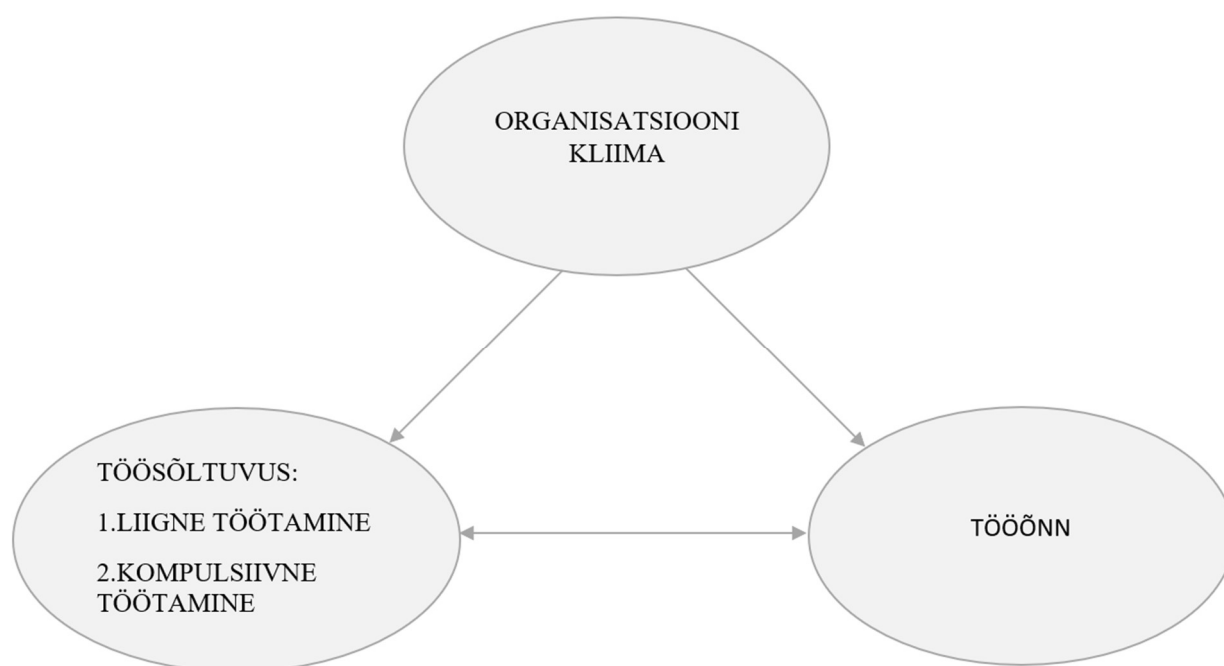 ORGANISATSIOONI
KLIIMA
TÖÖSÕLTUVUS:
1.LIIGNE TÖÖTAMINE
2.KOMPULSIIVNE
TÖÖTAMINE
TÖÖÕNN